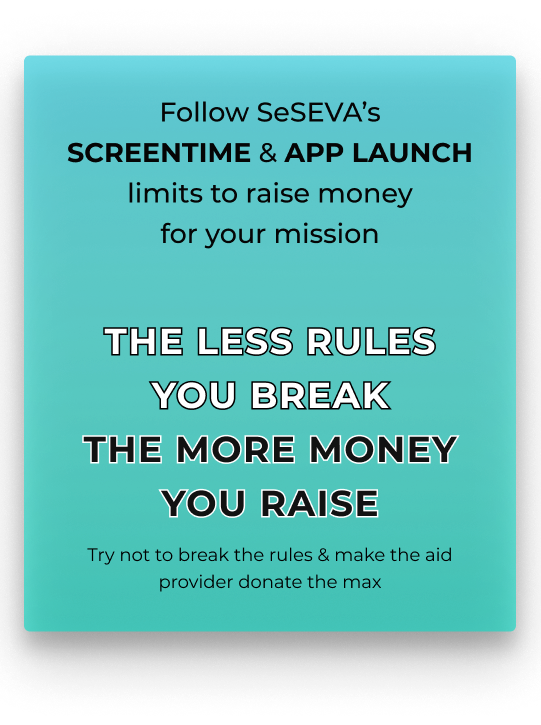 Follow SeSEVA’s
SCREENTIME & APP LAUNCH
limits to raise money
for your mission
THE LESS RULES
YOU BREAK
THE MORE MONEY
YOU RAISE
Try not to break the rules & make the aid
provider donate the max